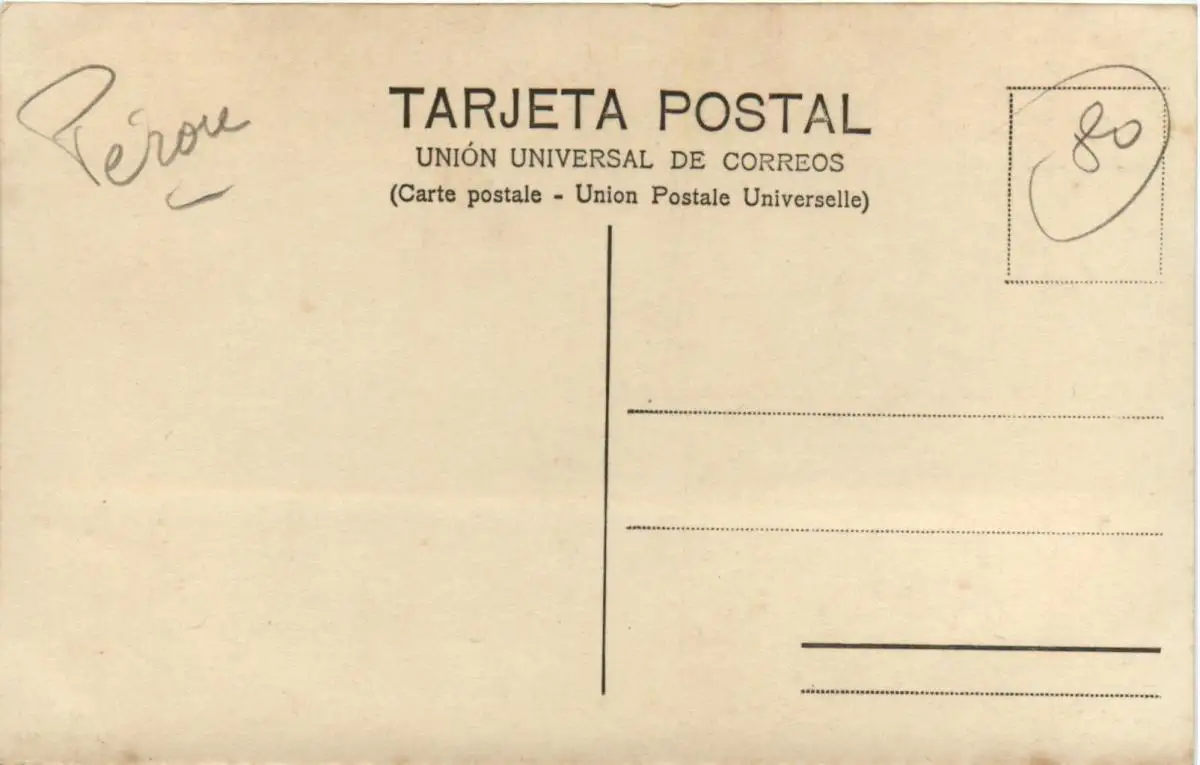 Pérou
TARJETA POSTAL
UNIÓN UNIVERSAL DE CORREOS
(Carte postale - Union Postale Universelle)
80